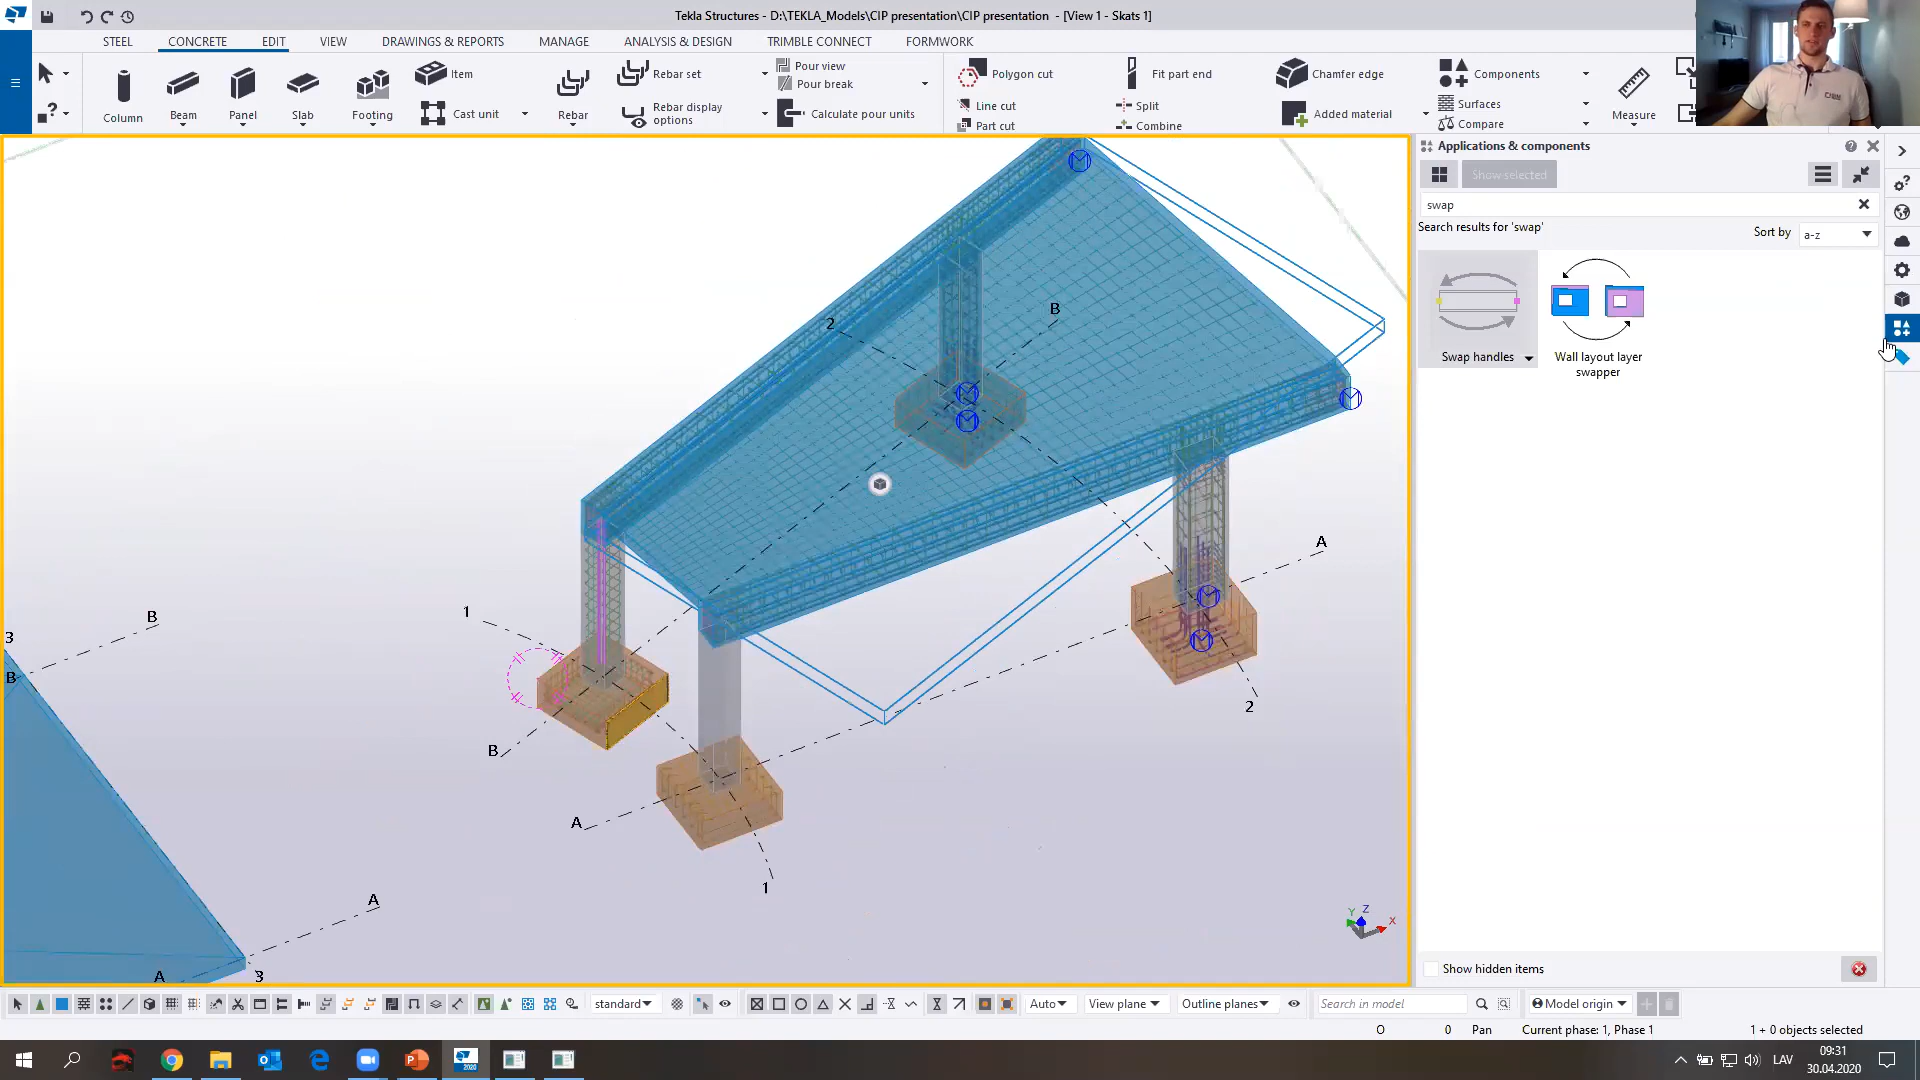 Tekla Structures - D:\TEKLA_Models\CIP presentation\CIP presentation - [View 1 - Skats 1]
STEEL CONCRETE EDIT VIEW DRAWINGS & REPORTS MANAGE ANALYSIS & DESIGN TRIMBLE CONNECT FORMWORK
Column Beam Panel Slab Footing
Item
Cast unit
Rebar
Rebar set
Rebar display options
Pour view
Pour break
Calculate pour units
Polygon cut
Line cut
Part cut
Fit part end
Split
Combine
Chamfer edge
Added material
Components
Surfaces
Compare
Measure
Applications & components
Show selected
swap
Search results for 'swap'
Sort by a-z
Swap handles
Wall layout layer swapper
2
B
A
1
3
B
B
B
2
A
A
1
A
3
Z
Y
X
Show hidden items
standard
Auto
View plane
Outline planes
Search in model
Model origin
O 0 Pan Current phase: 1, Phase 1 1 + 0 objects selected
2020
LAV
09:31
30.04.2020